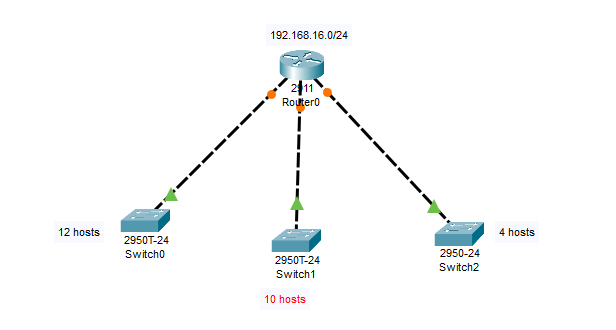 192.168.16.0/24
2911
Router0
12 hosts
2950T-24
Switch0
2950T-24
Switch1
10 hosts
2950-24
Switch2
4 hosts